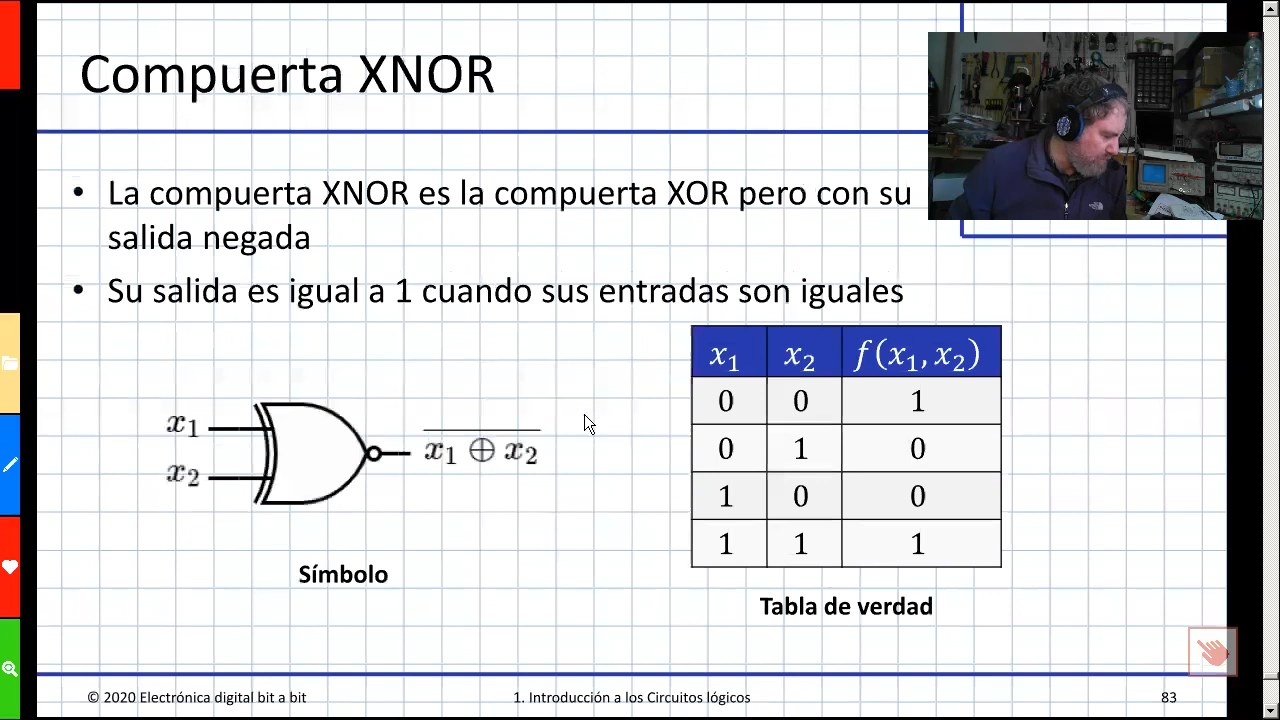 Compuerta XNOR
• La compuerta XNOR es la compuerta XOR pero con su
salida negada
• Su salida es igual a 1 cuando sus entradas son iguales
x₁
x₂
x̅₁̅ ̅⊕̅ ̅x̅₂̅
Símbolo
x₁ x₂ f(x₁, x₂)
0 0 1
0 1 0
1 0 0
1 1 1
Tabla de verdad
© 2020 Electrónica digital bit a bit
1. Introducción a los Circuitos lógicos
83